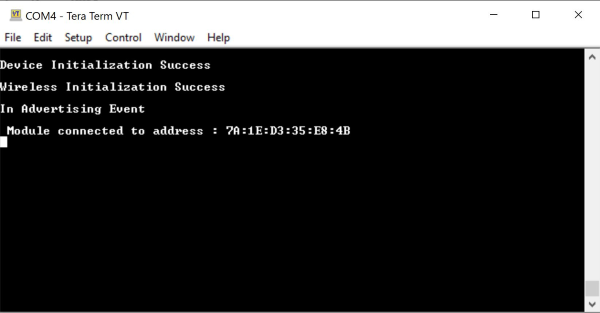 COM4 - Tera Term VT
File Edit Setup Control Window Help
Device Initialization Success
Wireless Initialization Success
In Advertising Event
Module connected to address : 7A:1E:D3:35:E8:4B